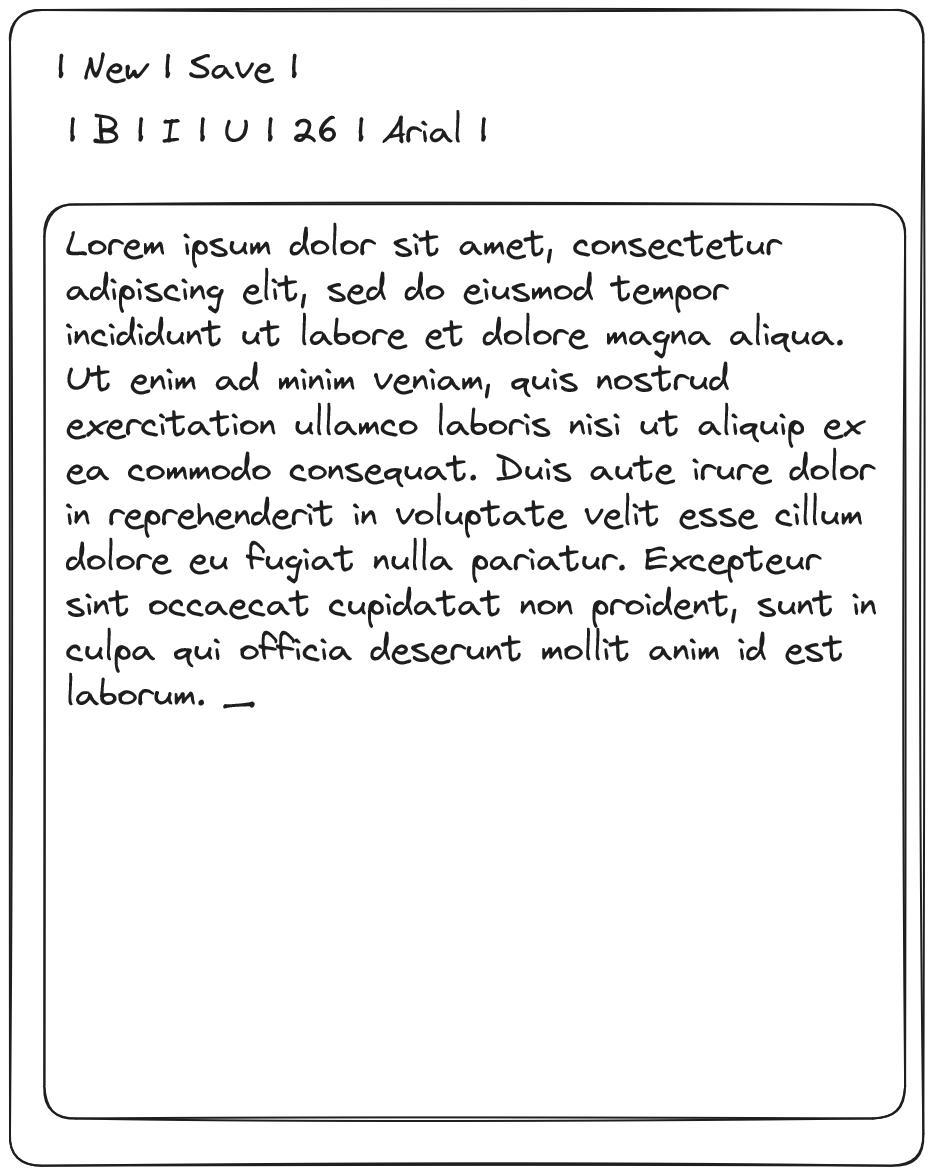 | New | Save |
| B | I | U | 26 | Arial |
Lorem ipsum dolor sit amet, consectetur
adipiscing elit, sed do eiusmod tempor
incididunt ut labore et dolore magna aliqua.
Ut enim ad minim veniam, quis nostrud
exercitation ullamco laboris nisi ut aliquip ex
ea commodo consequat. Duis aute irure dolor
in reprehenderit in voluptate velit esse cillum
dolore eu fugiat nulla pariatur. Excepteur
sint occaecat cupidatat non proident, sunt in
culpa qui officia deserunt mollit anim id est
laborum. _